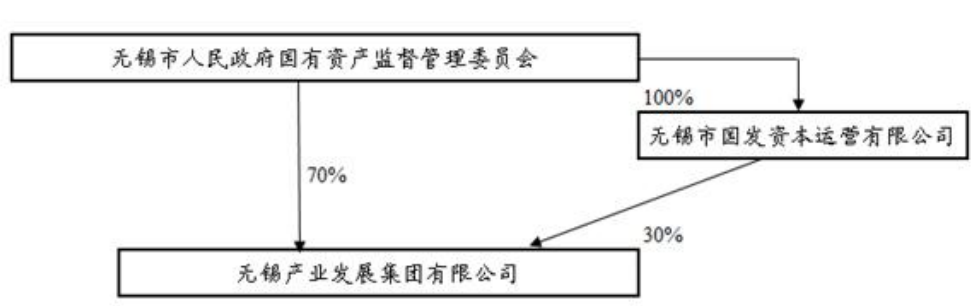 无锡市人民政府国有资产监督管理委员会
100%
无锡市国发资本运营有限公司
70%
30%
无锡产业发展集团有限公司